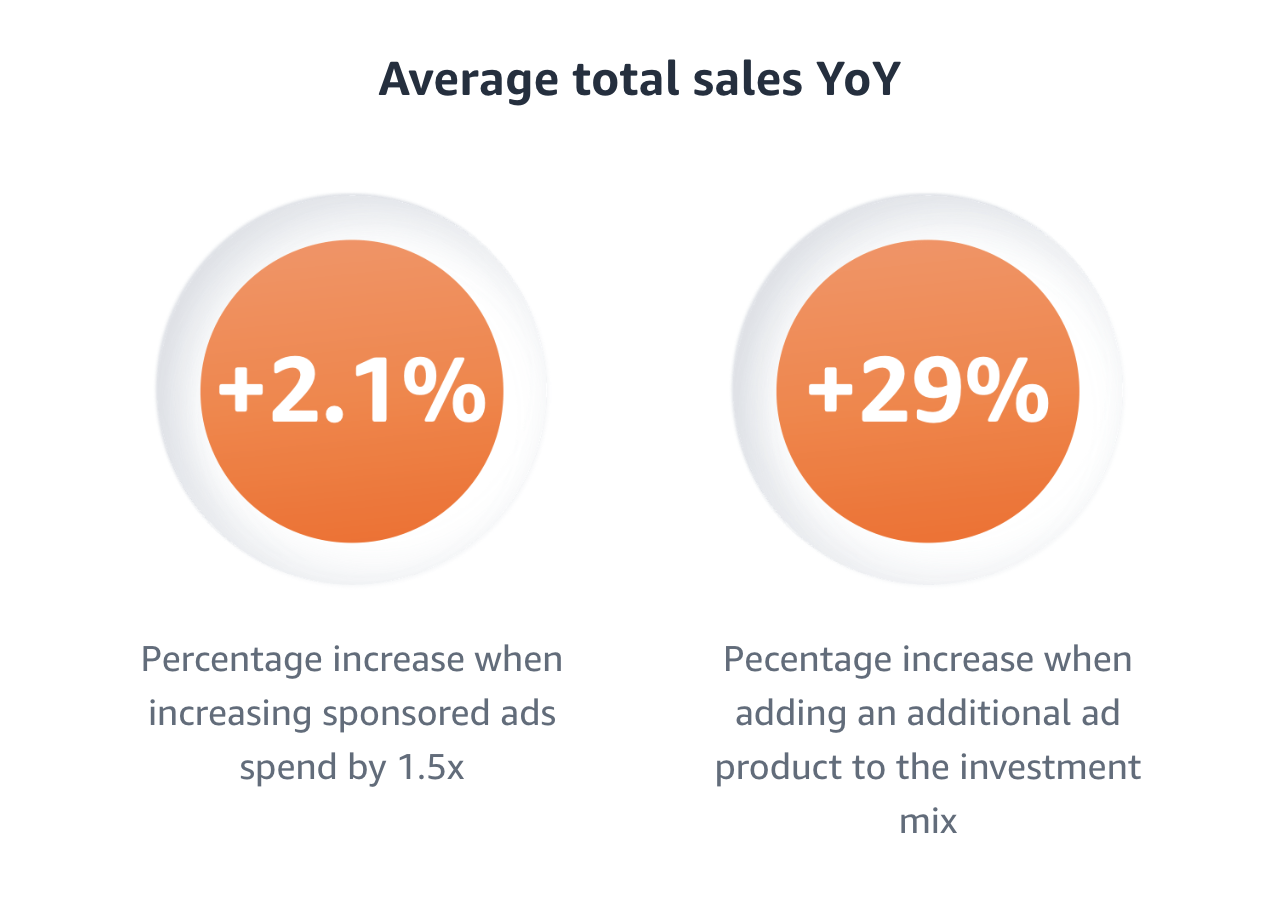 Average total sales YoY
+2.1%
+29%
Percentage increase when
increasing sponsored ads
spend by 1.5x
Pecentage increase when
adding an additional ad
product to the investment
mix